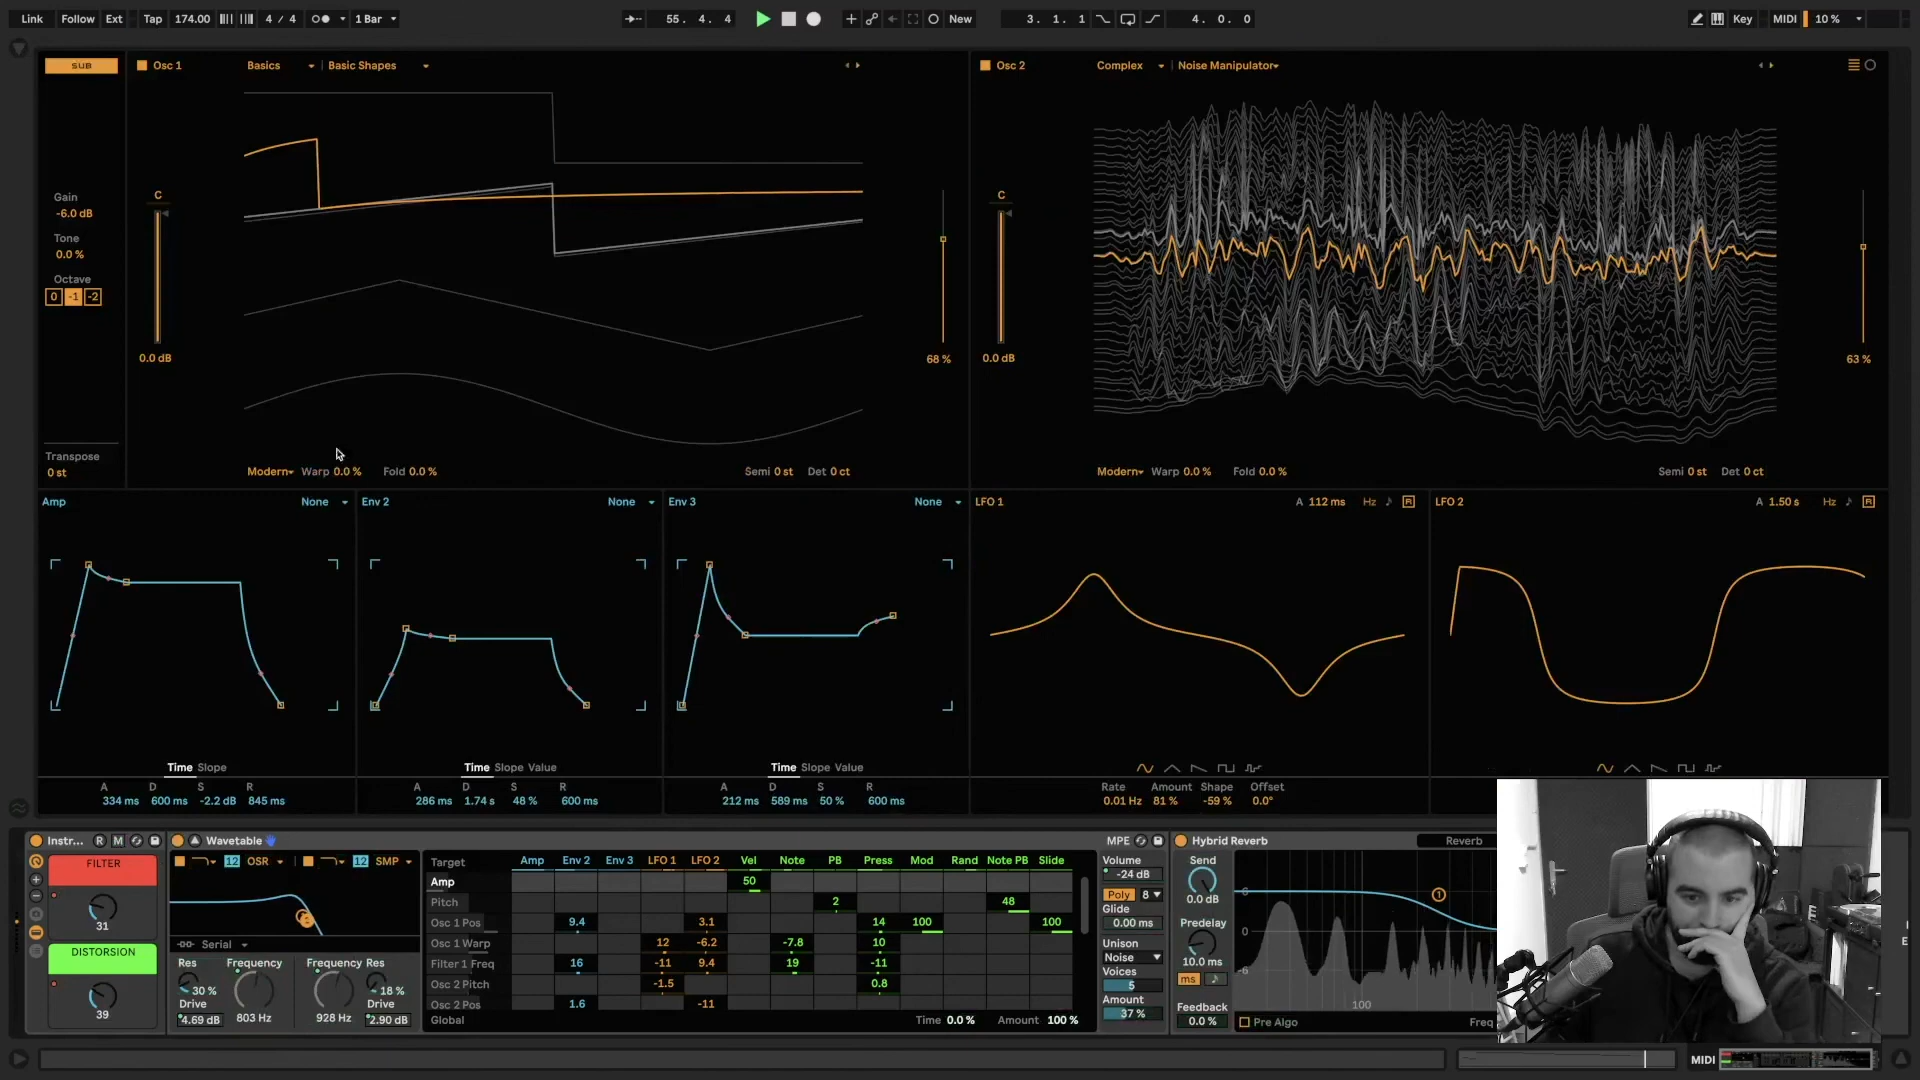 Link Follow Ext Tap 174.00 4 / 4 1 Bar 55. 4. 4 New 3. 1. 1 4. 0. 0 Key MIDI 10 %
SUB Osc 1 Basics Basic Shapes Osc 2 Complex Noise Manipulator
Gain
-6.0 dB
Tone
0.0 %
Octave
0 -1 -2
C
0.0 dB
68 %
C
0.0 dB
63 %
Transpose
0 st
Modern Warp 0.0 % Fold 0.0 % Semi 0 st Det 0 ct
Modern Warp 0.0 % Fold 0.0 % Semi 0 st Det 0 ct
Amp None Env 2 None Env 3 None LFO 1 A 112 ms Hz R LFO 2 A 1.50 s Hz R
Time Slope Time Slope Value Time Slope Value
A D S R A D S R A D S R Rate Amount Shape Offset
334 ms 600 ms -2.2 dB 845 ms 286 ms 1.74 s 48 % 600 ms 212 ms 589 ms 50 % 600 ms 0.01 Hz 81 % -59 % 0.0°
Instr... R M
FILTER
31
DISTORSION
39
Wavetable
12 OSR 12 SMP
Serial
Res Frequency Frequency Res
30 % 18 %
Drive Drive
4.69 dB 803 Hz 928 Hz 2.90 dB
Target Amp Env 2 Env 3 LFO 1 LFO 2 Vel Note PB Press Mod Rand Note PB Slide
Amp 50
Pitch 2 48
Osc 1 Pos 9.4 3.1 14 100 100
Osc 1 Warp 12 -6.2 -7.8 10
Filter 1 Freq 16 -11 9.4 19 -11
Osc 2 Pitch -1.5 0.8
Osc 2 Pos 1.6 -11
Global Time 0.0 % Amount 100 %
MPE
Volume
-24 dB
Poly 8
Glide
0.00 ms
Unison
Noise
Voices
5
Amount
37 %
Hybrid Reverb Reverb
Send
0.0 dB
Predelay
10.0 ms
ms
Feedback
0.0 %
6
0
-6
1
100
Pre Algo Freq
MIDI